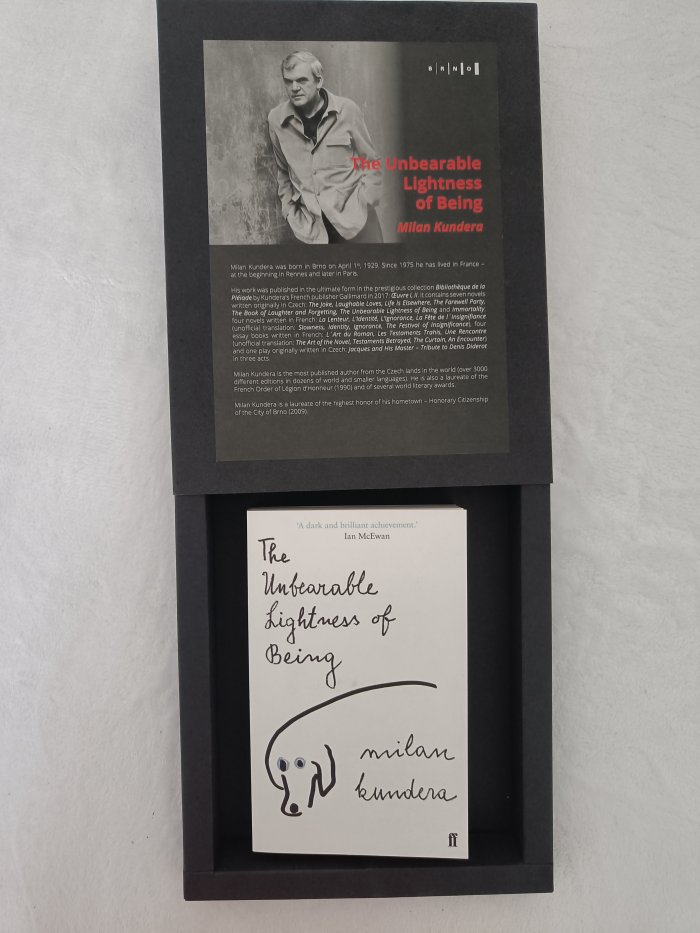 BRNO
The Unbearable
Lightness
of Being
Milan Kundera
Milan Kundera was born in Brno on April 1st, 1929. Since 1975 he has lived in France –
at the beginning in Rennes and later in Paris.
His work was published in the ultimate form in the prestigious collection Bibliothèque de la
Pléiade by Kundera's French publisher Gallimard in 2017: Œuvre I, II. It contains seven novels
written originally in Czech: The Joke, Laughable Loves, Life is Elsewhere, The Farewell Party,
The Book of Laughter and Forgetting, The Unbearable Lightness of Being and Immortality,
four novels written in French: La Lenteur, L'Identité, L'Ignorance, La Fête de l´Insignifiance
(unofficial translation: Slowness, Identity, Ignorance, The Festival of Insignificance), four
essay books written in French: L´Art du Roman, Les Testaments Trahis, Une Rencontre
(unofficial translation: The Art of the Novel, Testaments Betrayed, The Curtain, An Encounter)
and one play originally written in Czech: Jacques and His Master – Tribute to Denis Diderot
in three acts.
Milan Kundera is the most published author from the Czech lands in the world (over 3000
different editions in dozens of world and smaller languages). He is also a laureate of the
French Order of Légion d'Honneur (1990) and of several world literary awards.
Milan Kundera is a laureate of the highest honor of his hometown – Honorary Citizenship
of the City of Brno (2009).
'A dark and brilliant achievement.'
Ian McEwan
The
Unbearable
Lightness of
Being
milan
kundera
ff